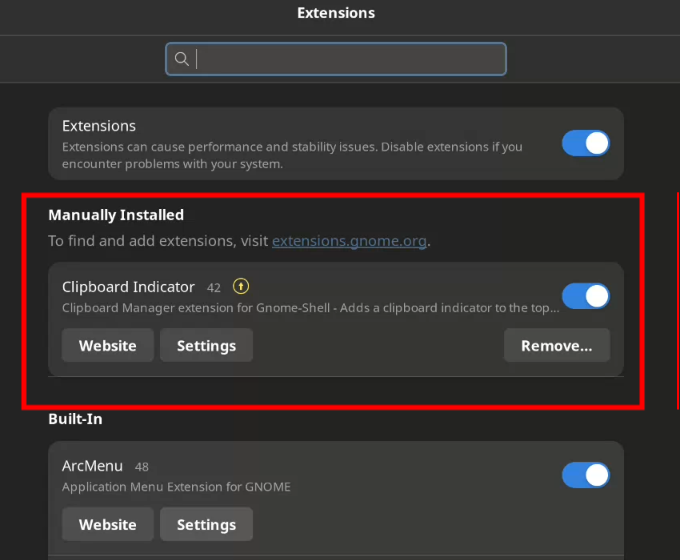 Extensions
Extensions
Extensions can cause performance and stability issues. Disable extensions if you
encounter problems with your system.
Manually Installed
To find and add extensions, visit extensions.gnome.org.
Clipboard Indicator 42
Clipboard Manager extension for Gnome-Shell - Adds a clipboard indicator to the top...
Website Settings Remove...
Built-In
ArcMenu 48
Application Menu Extension for GNOME
Website Settings